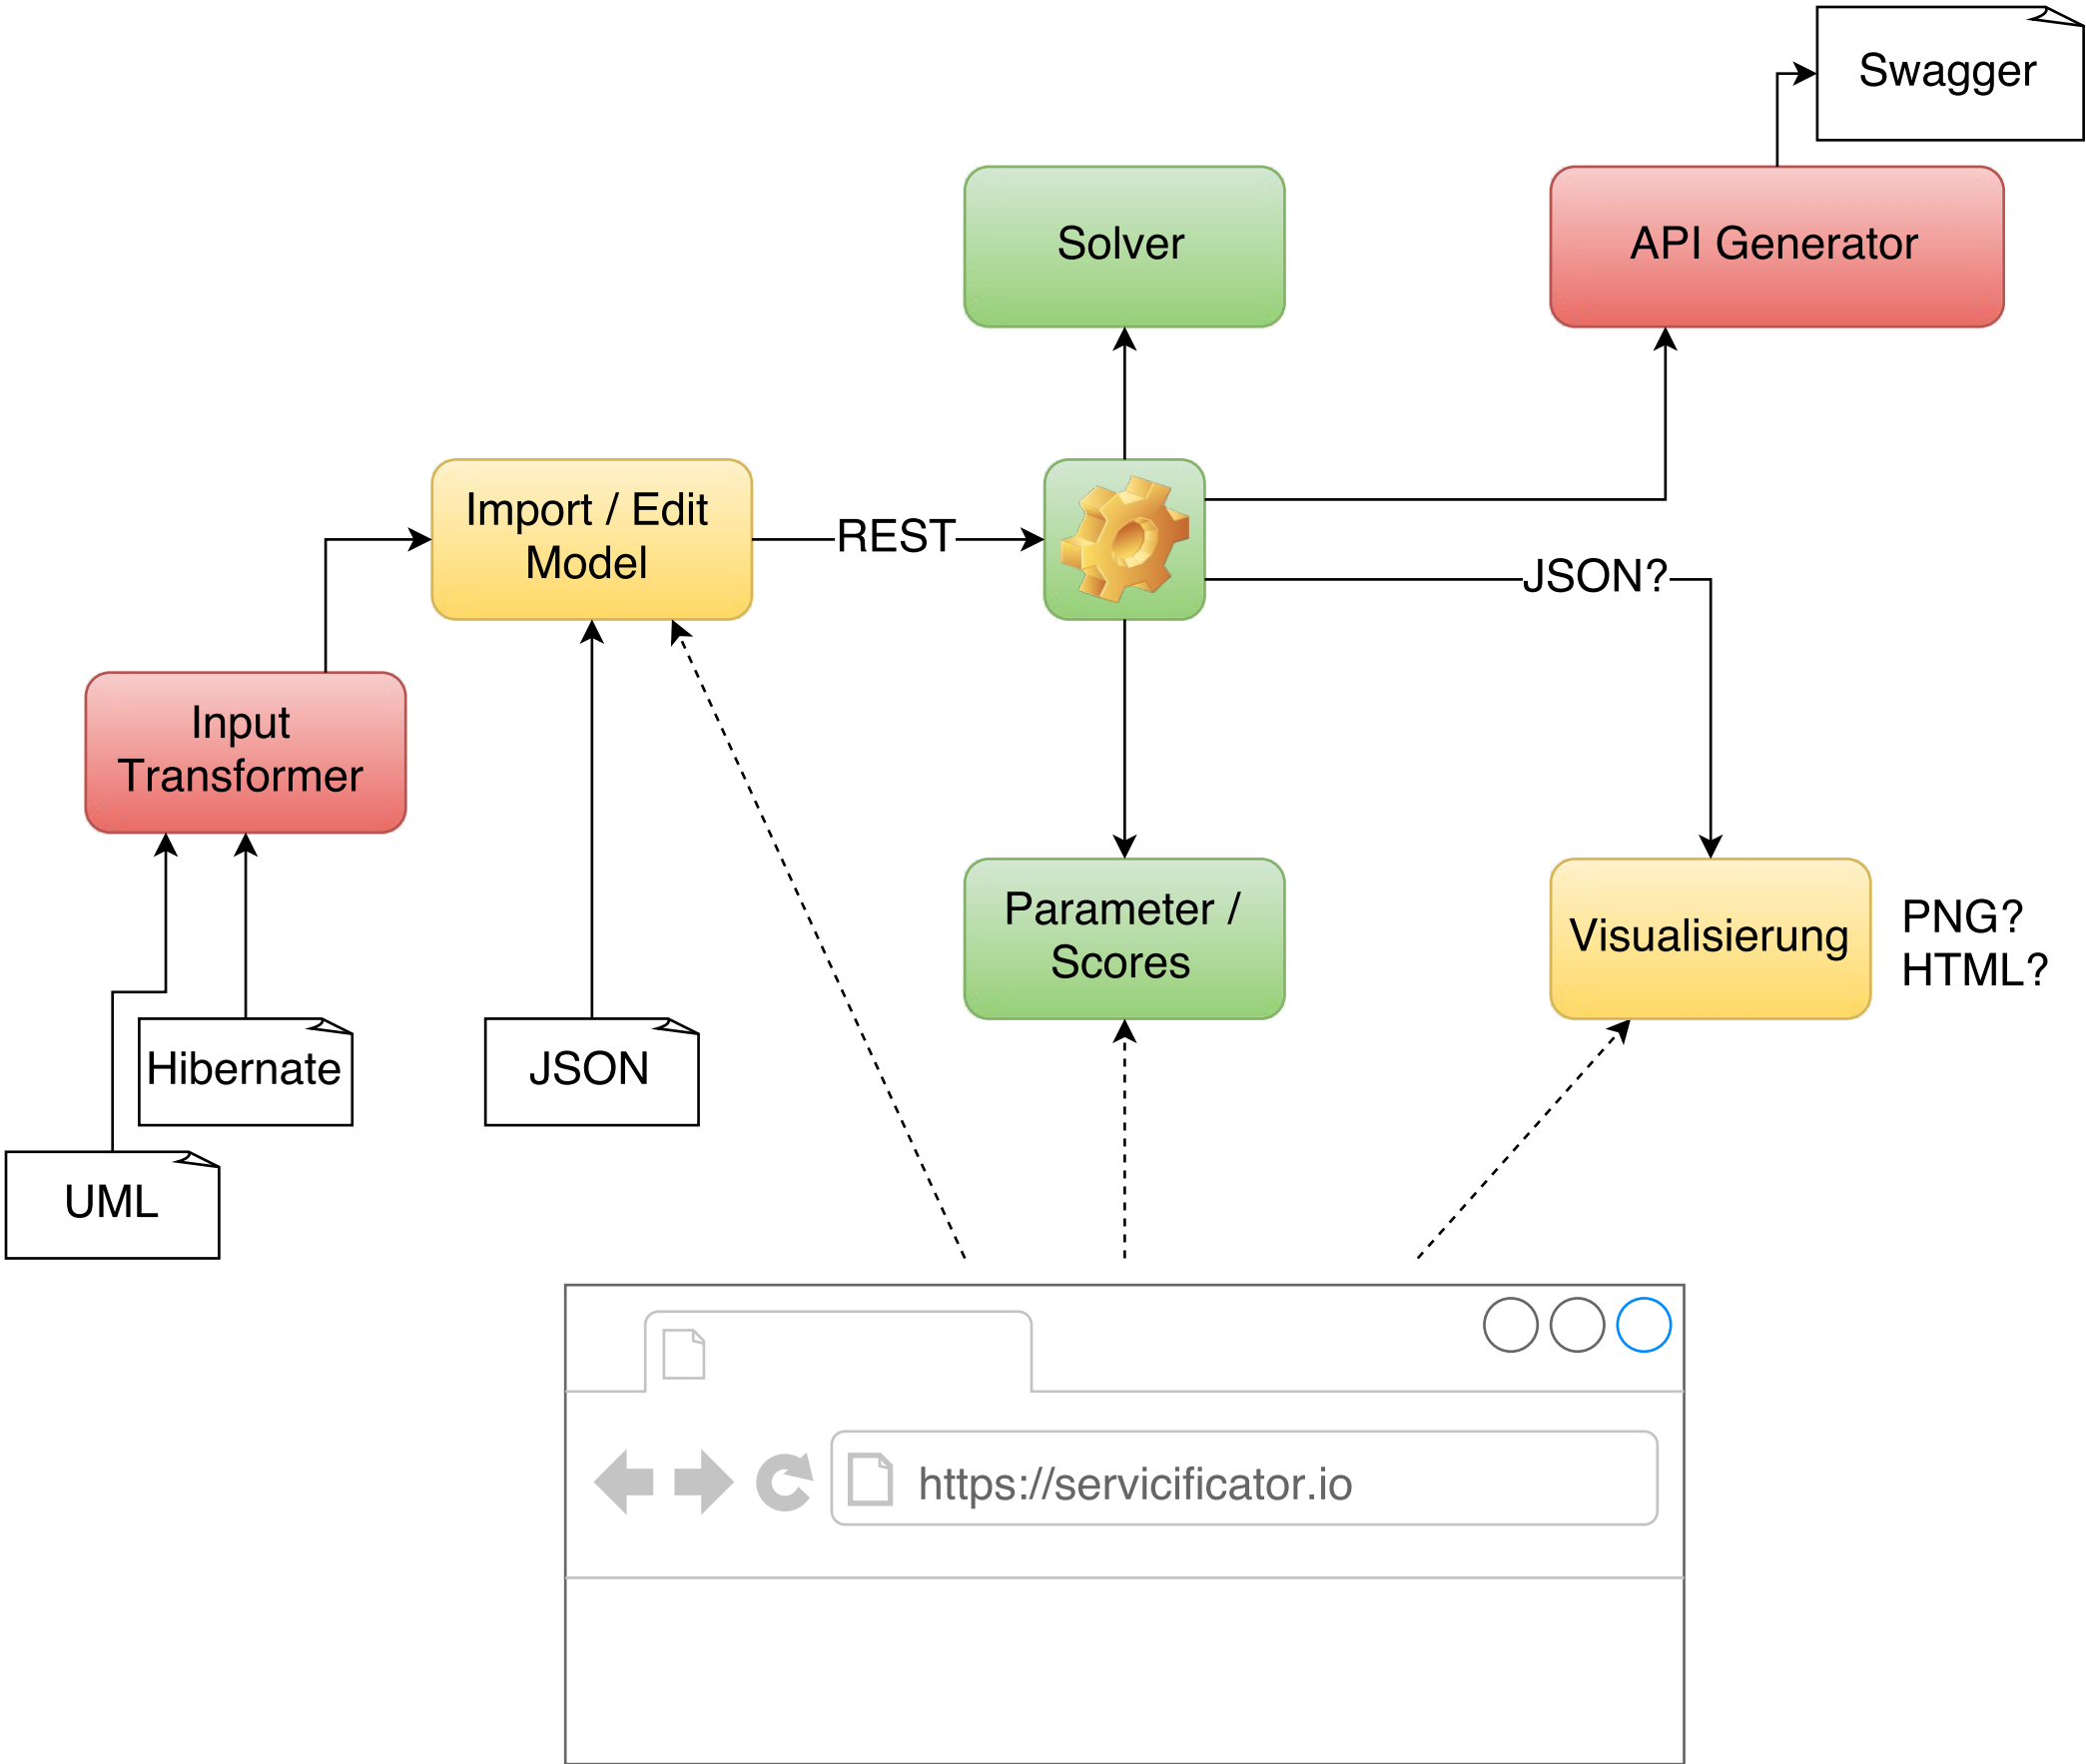 Swagger
Solver
API Generator
Import / Edit
Model
REST
JSON?
Input
Transformer
Parameter /
Scores
Visualisierung
PNG?
HTML?
Hibernate
JSON
UML
https://servicificator.io